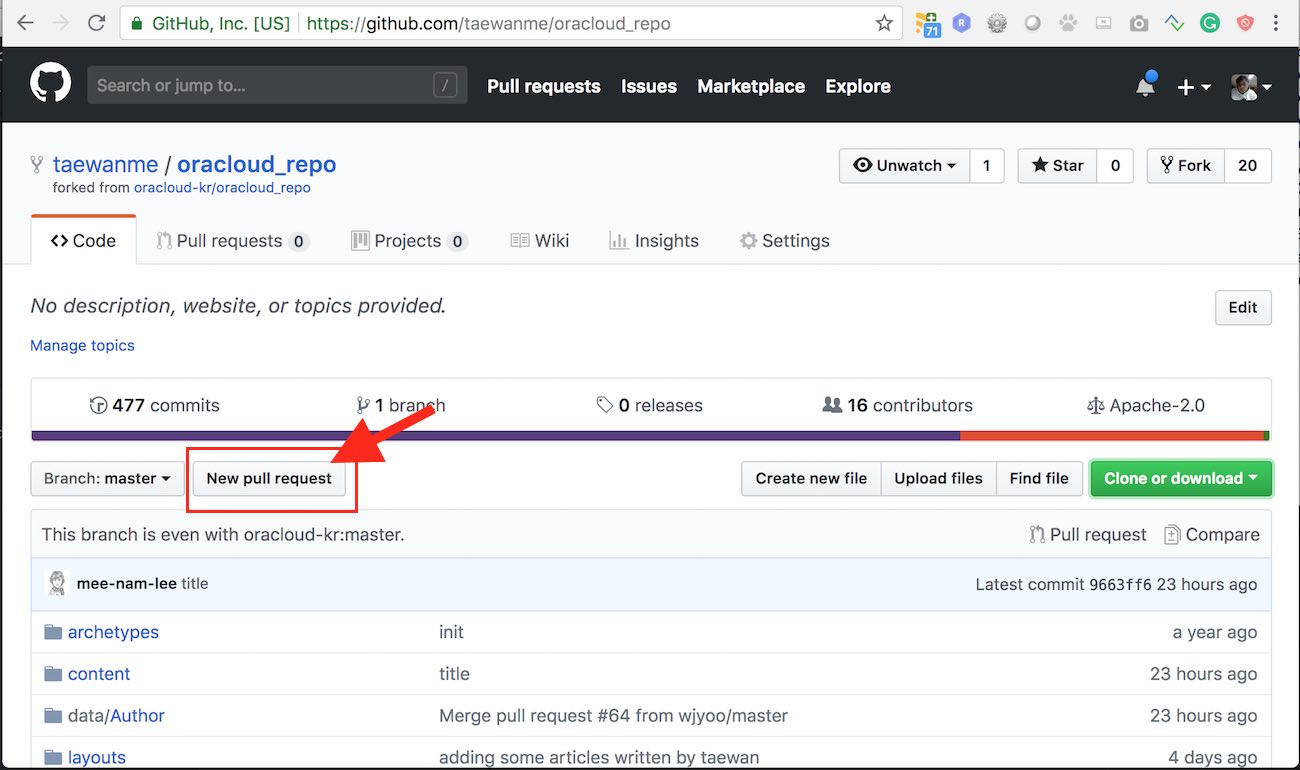 GitHub, Inc. [US] https://github.com/taewanme/oracloud_repo
71
R
G
Search or jump to... /
Pull requests Issues Marketplace Explore
taewanme / oracloud_repo
forked from oracloud-kr/oracloud_repo
Unwatch 1 Star 0 Fork 20
Code Pull requests 0 Projects 0 Wiki Insights Settings
No description, website, or topics provided.
Edit
Manage topics
477 commits 1 branch 0 releases 16 contributors Apache-2.0
Branch: master New pull request Create new file Upload files Find file Clone or download
This branch is even with oracloud-kr:master. Pull request Compare
mee-nam-lee title Latest commit 9663ff6 23 hours ago
archetypes init a year ago
content title 23 hours ago
data/Author Merge pull request #64 from wjyoo/master 23 hours ago
layouts adding some articles written by taewan 4 days ago